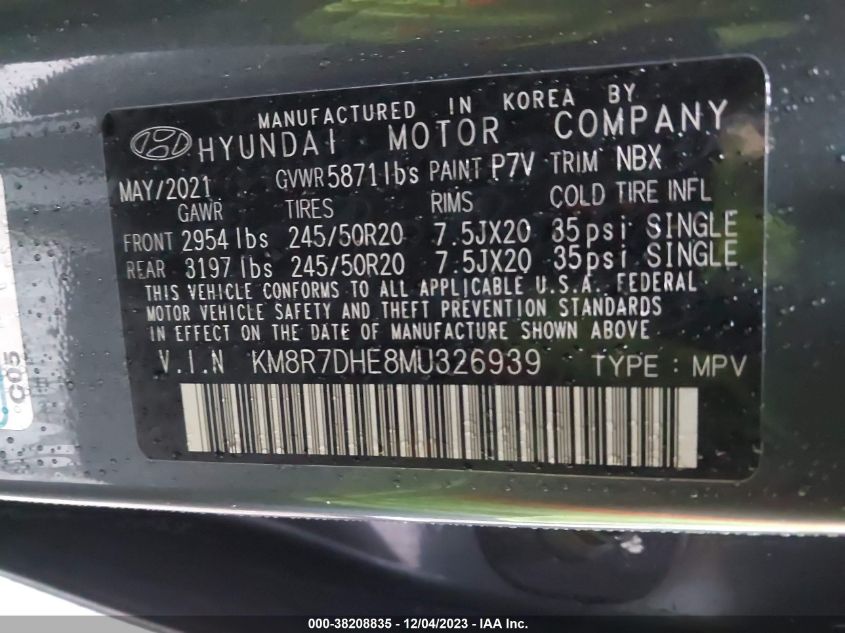 MANUFACTURED IN KOREA BY
HYUNDAI MOTOR COMPANY
MAY/2021 GVWR 5871 lbs PAINT P7V TRIM NBX
GAWR TIRES RIMS COLD TIRE INFL
FRONT 2954 lbs 245/50R20 7.5JX20 35psi SINGLE
REAR 3197 lbs 245/50R20 7.5JX20 35psi SINGLE
THIS VEHICLE CONFORMS TO ALL APPLICABLE U.S.A. FEDERAL
MOTOR VEHICLE SAFETY AND THEFT PREVENTION STANDARDS
IN EFFECT ON THE DATE OF MANUFACTURE SHOWN ABOVE
V.I.N KM8R7DHE8MU326939 TYPE : MPV
C05
000-38208835 - 12/04/2023 - IAA Inc.